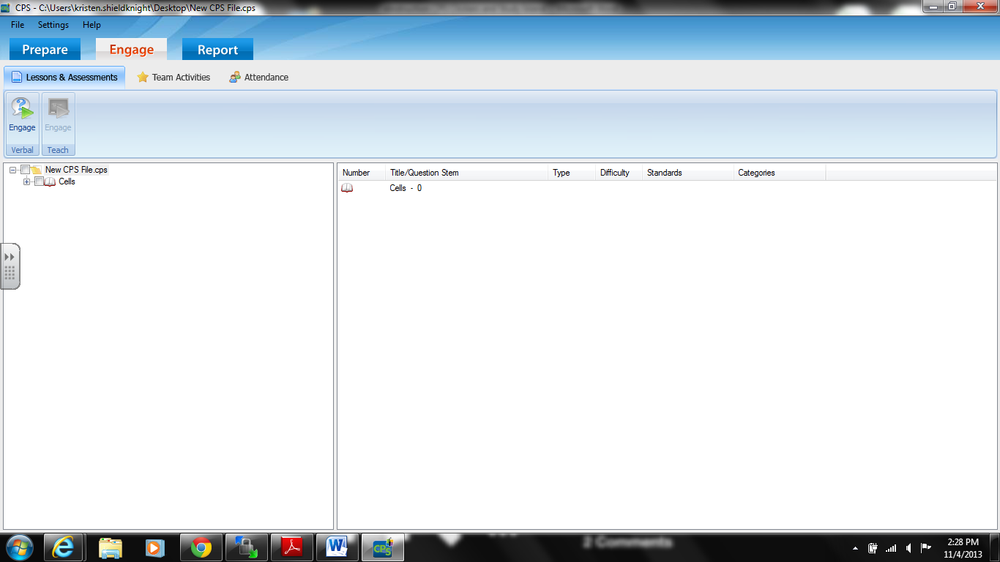 CPS - C:\Users\kristen.shieldknight\Desktop\New CPS File.cps
File Settings Help
Prepare Engage Report
Lessons & Assessments Team Activities Attendance
Engage Engage
Verbal Teach
New CPS File.cps
Cells
Number Title/Question Stem Type Difficulty Standards Categories
Cells - 0
CPS
2 Comments
2:28 PM
11/4/2013